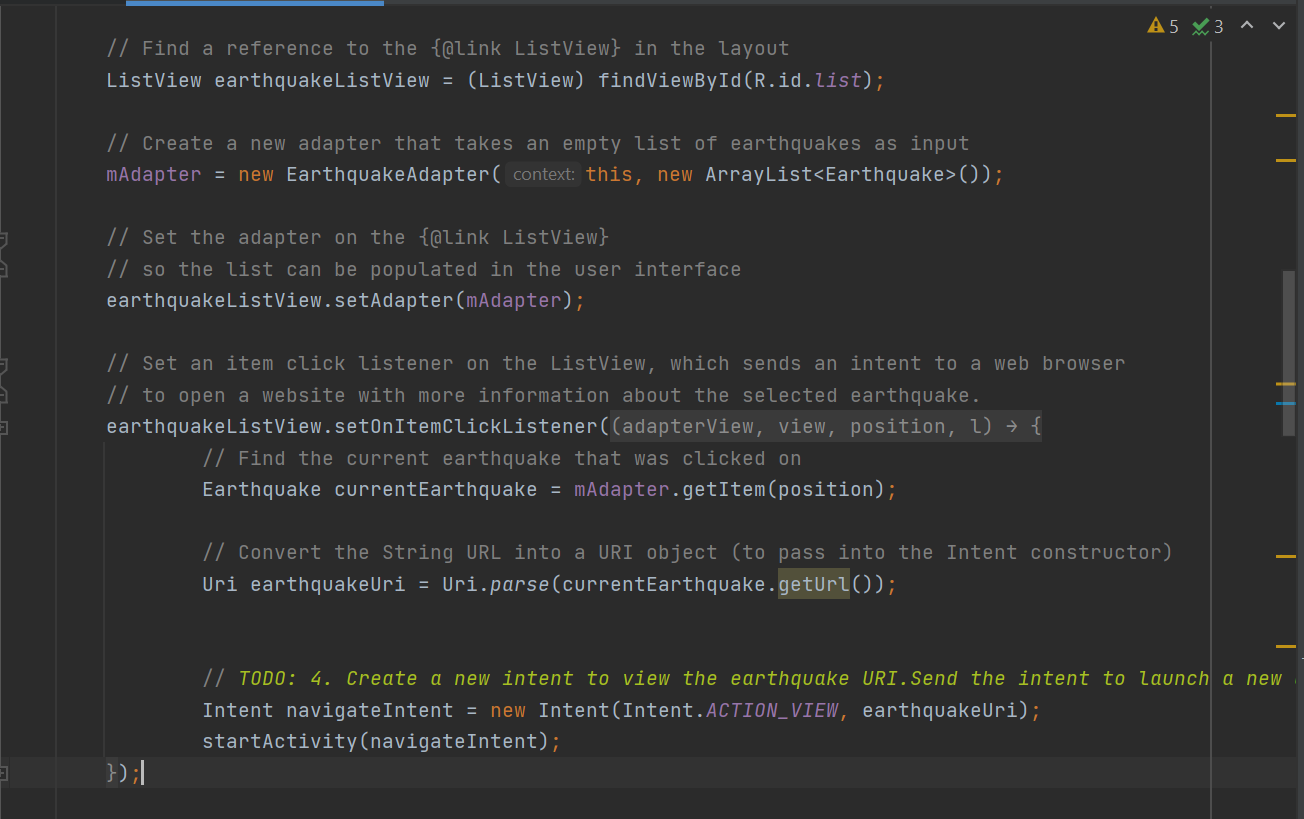 5 3
// Find a reference to the {@link ListView} in the layout
ListView earthquakeListView = (ListView) findViewById(R.id.list);
// Create a new adapter that takes an empty list of earthquakes as input
mAdapter = new EarthquakeAdapter( context: this, new ArrayList<Earthquake>());
// Set the adapter on the {@link ListView}
// so the list can be populated in the user interface
earthquakeListView.setAdapter(mAdapter);
// Set an item click listener on the ListView, which sends an intent to a web browser
// to open a website with more information about the selected earthquake.
earthquakeListView.setOnItemClickListener((adapterView, view, position, l) → {
// Find the current earthquake that was clicked on
Earthquake currentEarthquake = mAdapter.getItem(position);
// Convert the String URL into a URI object (to pass into the Intent constructor)
Uri earthquakeUri = Uri.parse(currentEarthquake.getUrl());
// TODO: 4. Create a new intent to view the earthquake URI.Send the intent to launch a new
Intent navigateIntent = new Intent(Intent.ACTION_VIEW, earthquakeUri);
startActivity(navigateIntent);
});